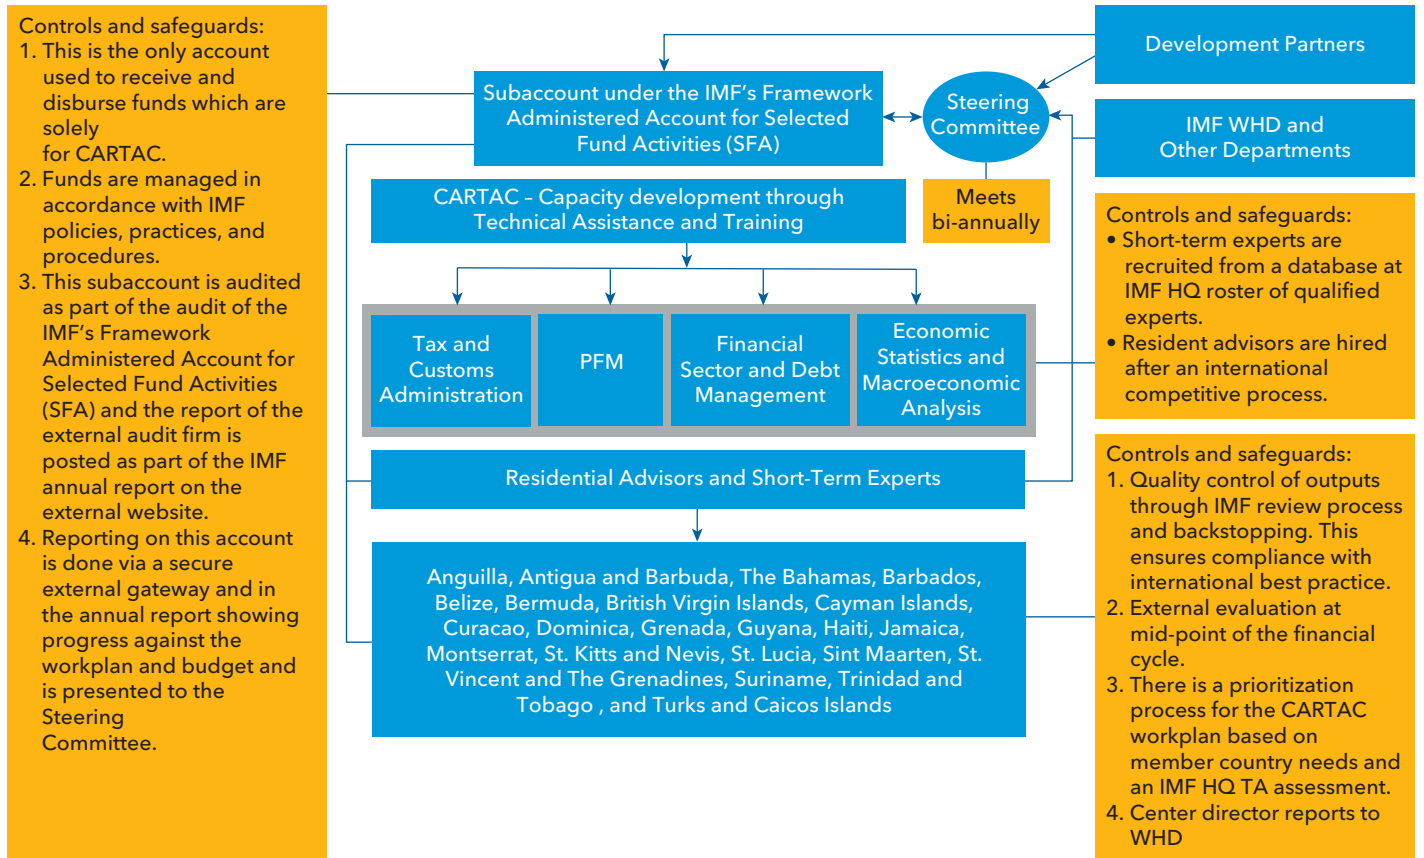 Controls and safeguards:
1. This is the only account
used to receive and
disburse funds which are
solely
for CARTAC.
2. Funds are managed in
accordance with IMF
policies, practices, and
procedures.
3. This subaccount is audited
as part of the audit of the
IMF's Framework
Administered Account for
Selected Fund Activities
(SFA) and the report of the
external audit firm is
posted as part of the IMF
annual report on the
external website.
4. Reporting on this account
is done via a secure
external gateway and in
the annual report showing
progress against the
workplan and budget and
is presented to the
Steering
Committee.
Subaccount under the IMF's Framework
Administered Account for Selected
Fund Activities (SFA)
Steering
Committee
Meets
bi-annually
CARTAC – Capacity development through
Technical Assistance and Training
Tax and
Customs
Administration
PFM
Financial
Sector and Debt
Management
Economic
Statistics and
Macroeconomic
Analysis
Residential Advisors and Short-Term Experts
Anguilla, Antigua and Barbuda, The Bahamas, Barbados,
Belize, Bermuda, British Virgin Islands, Cayman Islands,
Curacao, Dominica, Grenada, Guyana, Haiti, Jamaica,
Montserrat, St. Kitts and Nevis, St. Lucia, Sint Maarten, St.
Vincent and The Grenadines, Suriname, Trinidad and
Tobago , and Turks and Caicos Islands
Development Partners
IMF WHD and
Other Departments
Controls and safeguards:
• Short-term experts are
recruited from a database at
IMF HQ roster of qualified
experts.
• Resident advisors are hired
after an international
competitive process.
Controls and safeguards:
1. Quality control of outputs
through IMF review process
and backstopping. This
ensures compliance with
international best practice.
2. External evaluation at
mid-point of the financial
cycle.
3. There is a prioritization
process for the CARTAC
workplan based on
member country needs and
an IMF HQ TA assessment.
4. Center director reports to
WHD